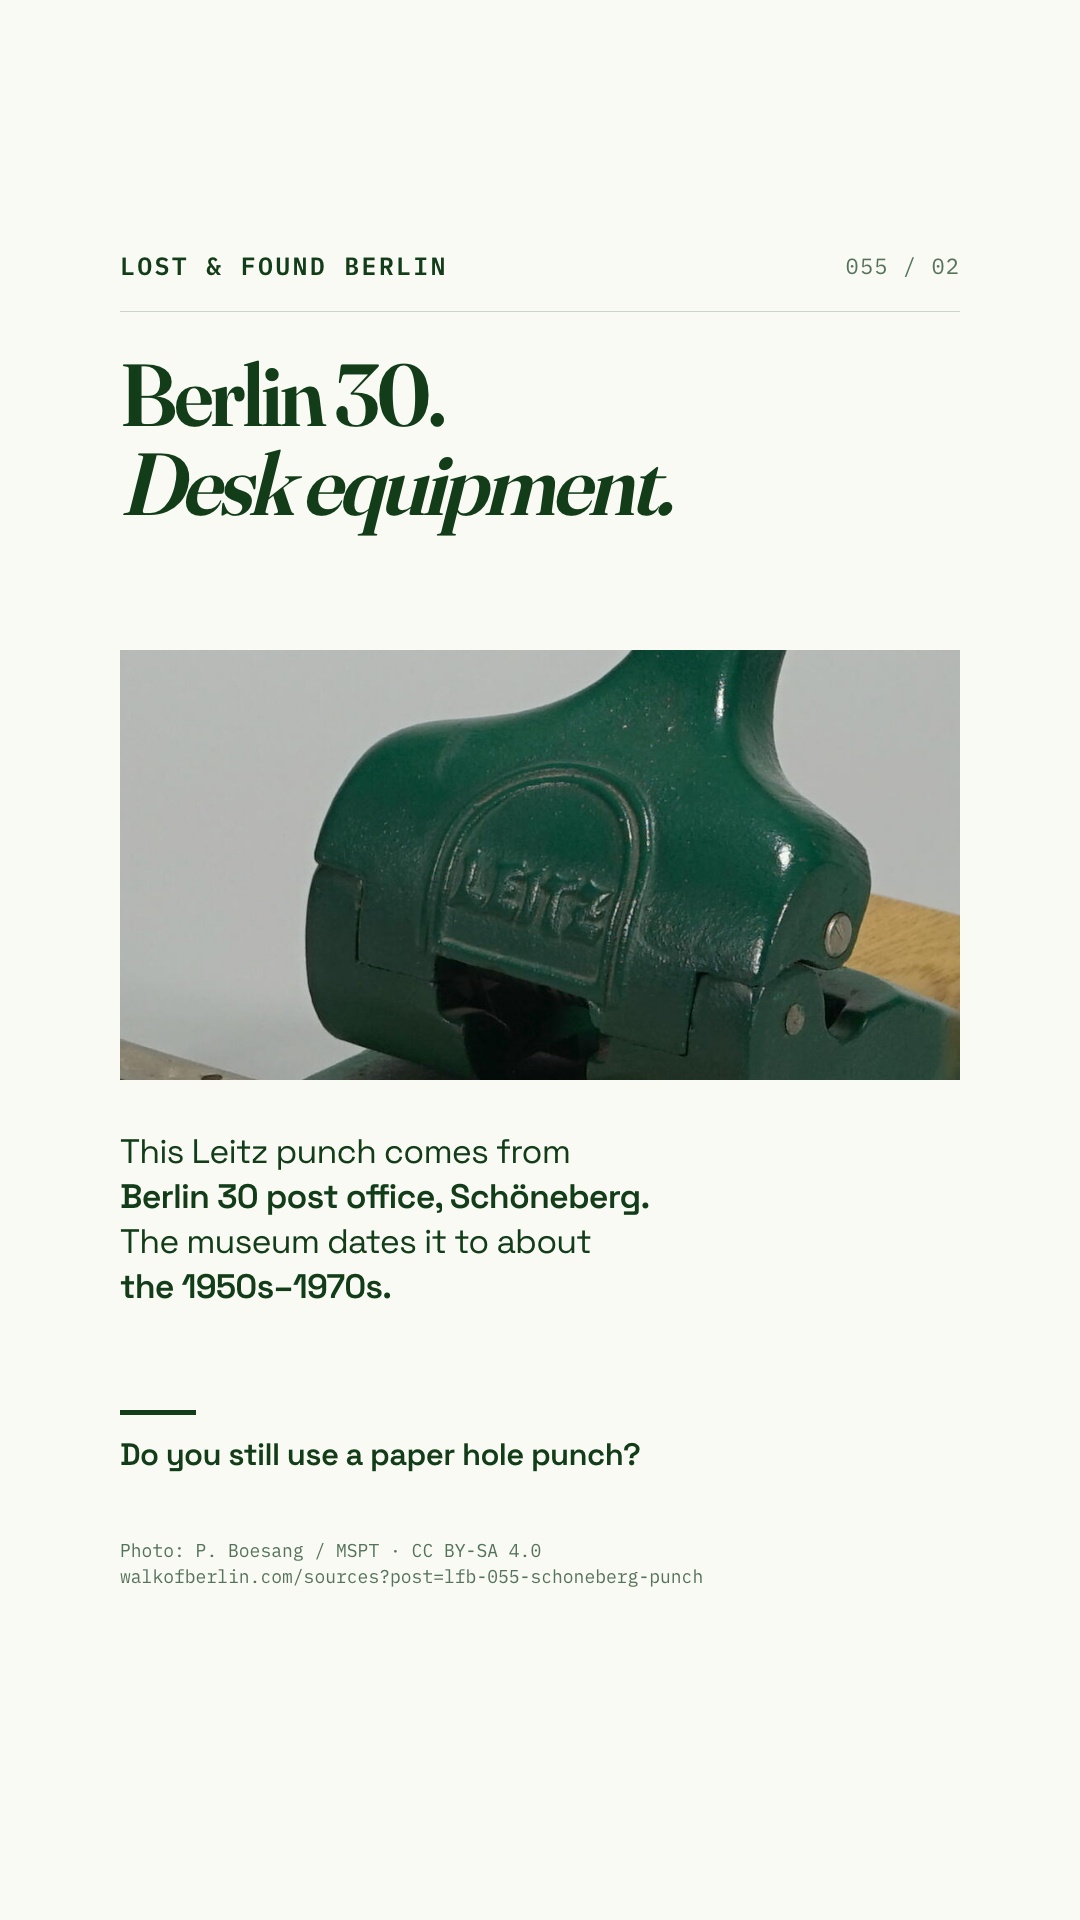 LOST & FOUND BERLIN
055 / 02
Berlin 30.
Desk equipment.
LEITZ
This Leitz punch comes from
Berlin 30 post office, Schöneberg.
The museum dates it to about
the 1950s–1970s.
Do you still use a paper hole punch?
Photo: P. Boesang / MSPT · CC BY-SA 4.0
walkofberlin.com/sources?post=lfb-055-schoneberg-punch